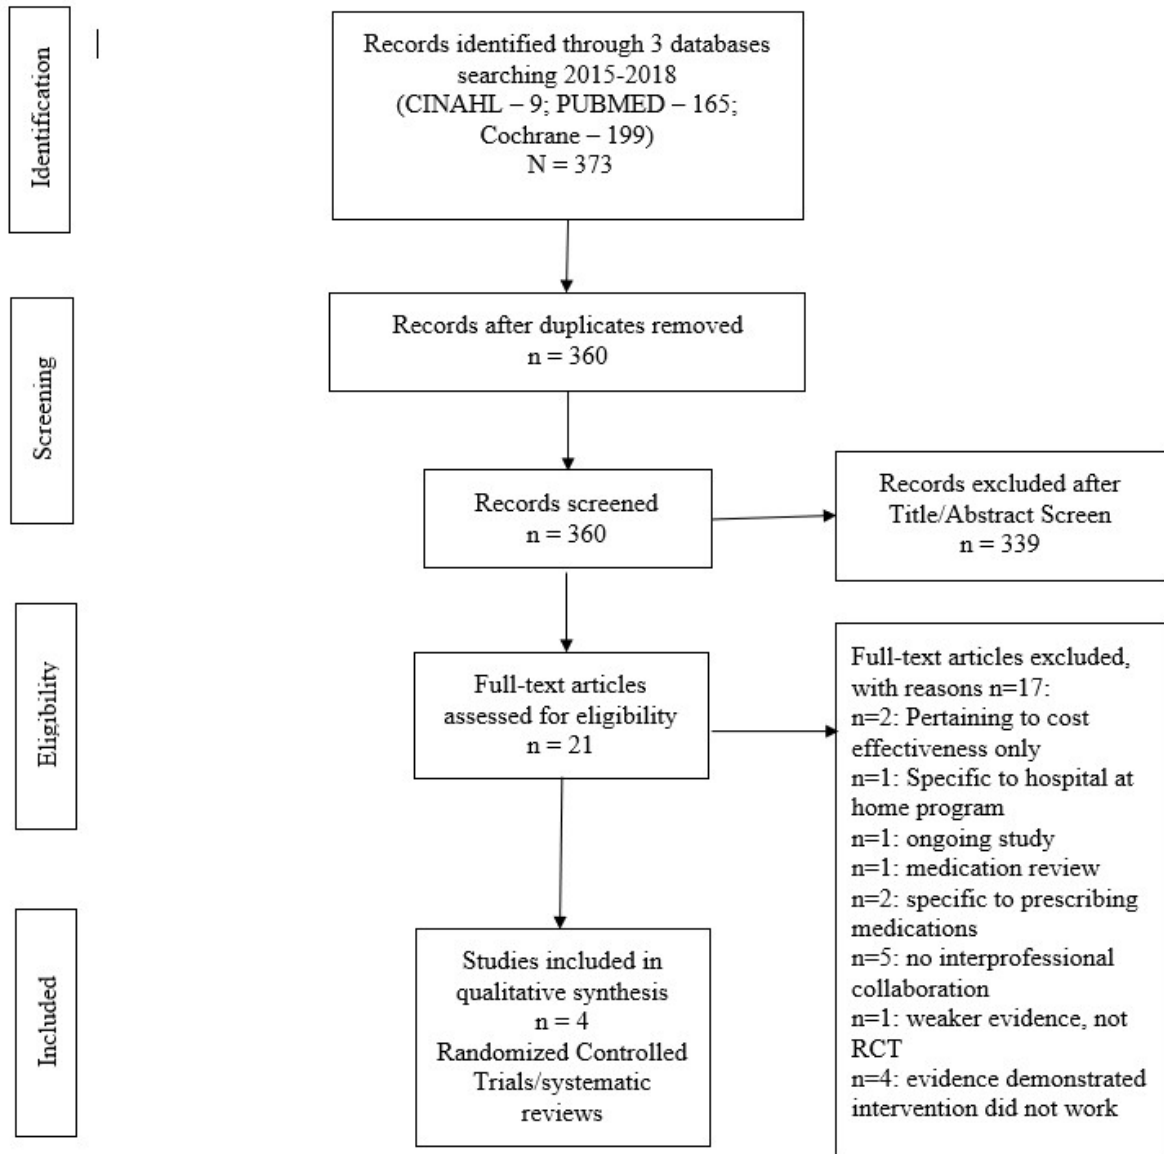 Identification
Records identified through 3 databases
searching 2015-2018
(CINAHL – 9; PUBMED – 165;
Cochrane – 199)
N = 373
Screening
Records after duplicates removed
n = 360
Records screened
n = 360
Records excluded after
Title/Abstract Screen
n = 339
Eligibility
Full-text articles
assessed for eligibility
n = 21
Full-text articles excluded,
with reasons n=17:
n=2: Pertaining to cost
effectiveness only
n=1: Specific to hospital at
home program
n=1: ongoing study
n=1: medication review
n=2: specific to prescribing
medications
n=5: no interprofessional
collaboration
n=1: weaker evidence, not
RCT
n=4: evidence demonstrated
intervention did not work
Included
Studies included in
qualitative synthesis
n = 4
Randomized Controlled
Trials/systematic
reviews